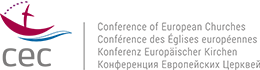 cec
Conference of European Churches
Conférence des Églises européennes
Konferenz Europäischer Kirchen
Конференция Европейских Церквей